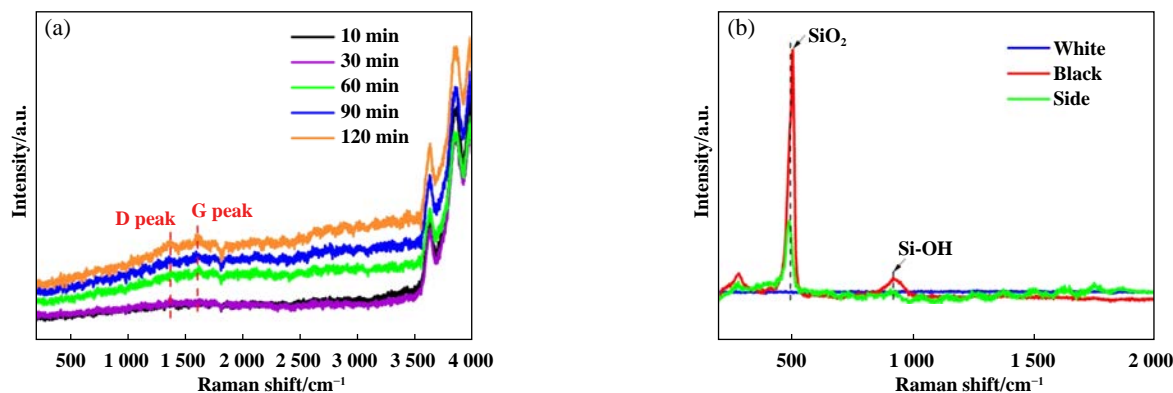 (a)
10 min
30 min
60 min
90 min
120 min
D peak
G peak
Intensity/a.u.
500
1 000
1 500
2 000
2 500
3 000
3 500
4 000
Raman shift/cm⁻¹
(b)
SiO₂
White
Black
Side
Si-OH
Intensity/a.u.
500
1 000
1 500
2 000
Raman shift/cm⁻¹